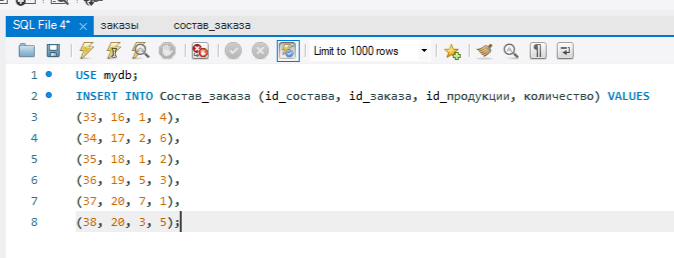 SQL File 4* × заказы состав_заказа
Limit to 1000 rows
1 USE mydb;
2 INSERT INTO Состав_заказа (id_состава, id_заказа, id_продукции, количество) VALUES
3 (33, 16, 1, 4),
4 (34, 17, 2, 6),
5 (35, 18, 1, 2),
6 (36, 19, 5, 3),
7 (37, 20, 7, 1),
8 (38, 20, 3, 5);